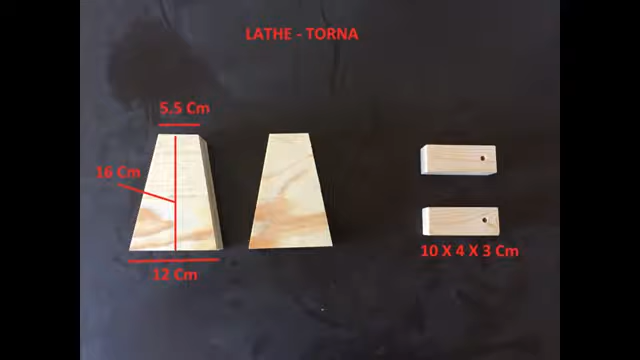 LATHE - TORNA
5.5 Cm
16 Cm
12 Cm
10 X 4 X 3 Cm